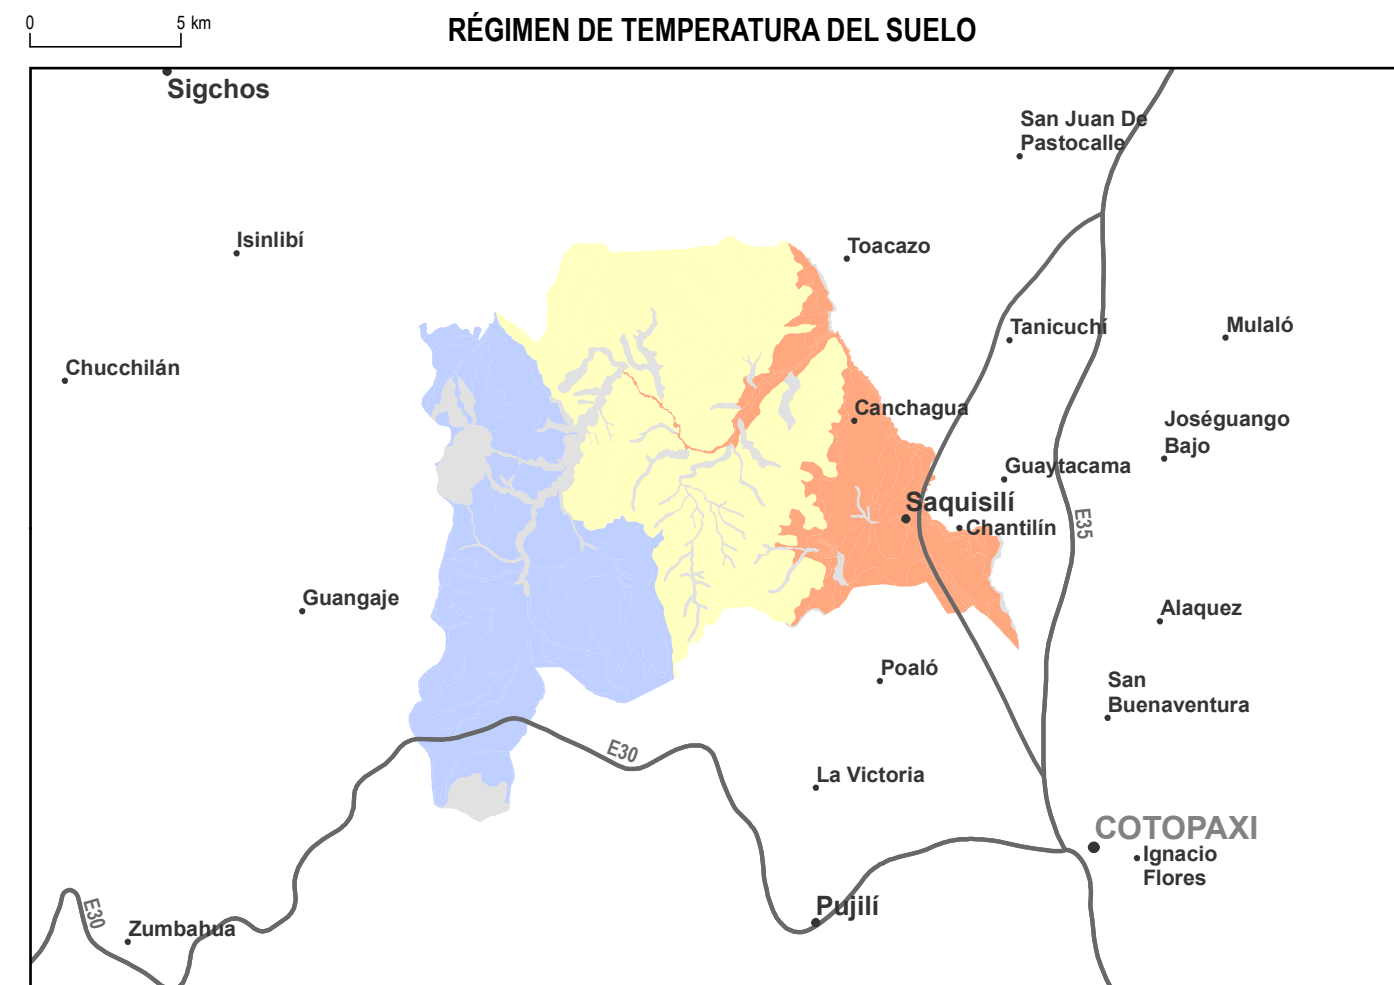 0 5 km
RÉGIMEN DE TEMPERATURA DEL SUELO
Sigchos
San Juan De
Pastocalle
Isinlibí
Toacazo
Tanicuchí
Mulaló
Chucchilán
Canchagua
Joséguango
Bajo
Guaytacama
Saquisilí
Chantilín
E35
Guangaje
Alaquez
Poaló
San
Buenaventura
E30
La Victoria
COTOPAXI
Ignacio
Flores
Pujilí
E30
Zumbahua